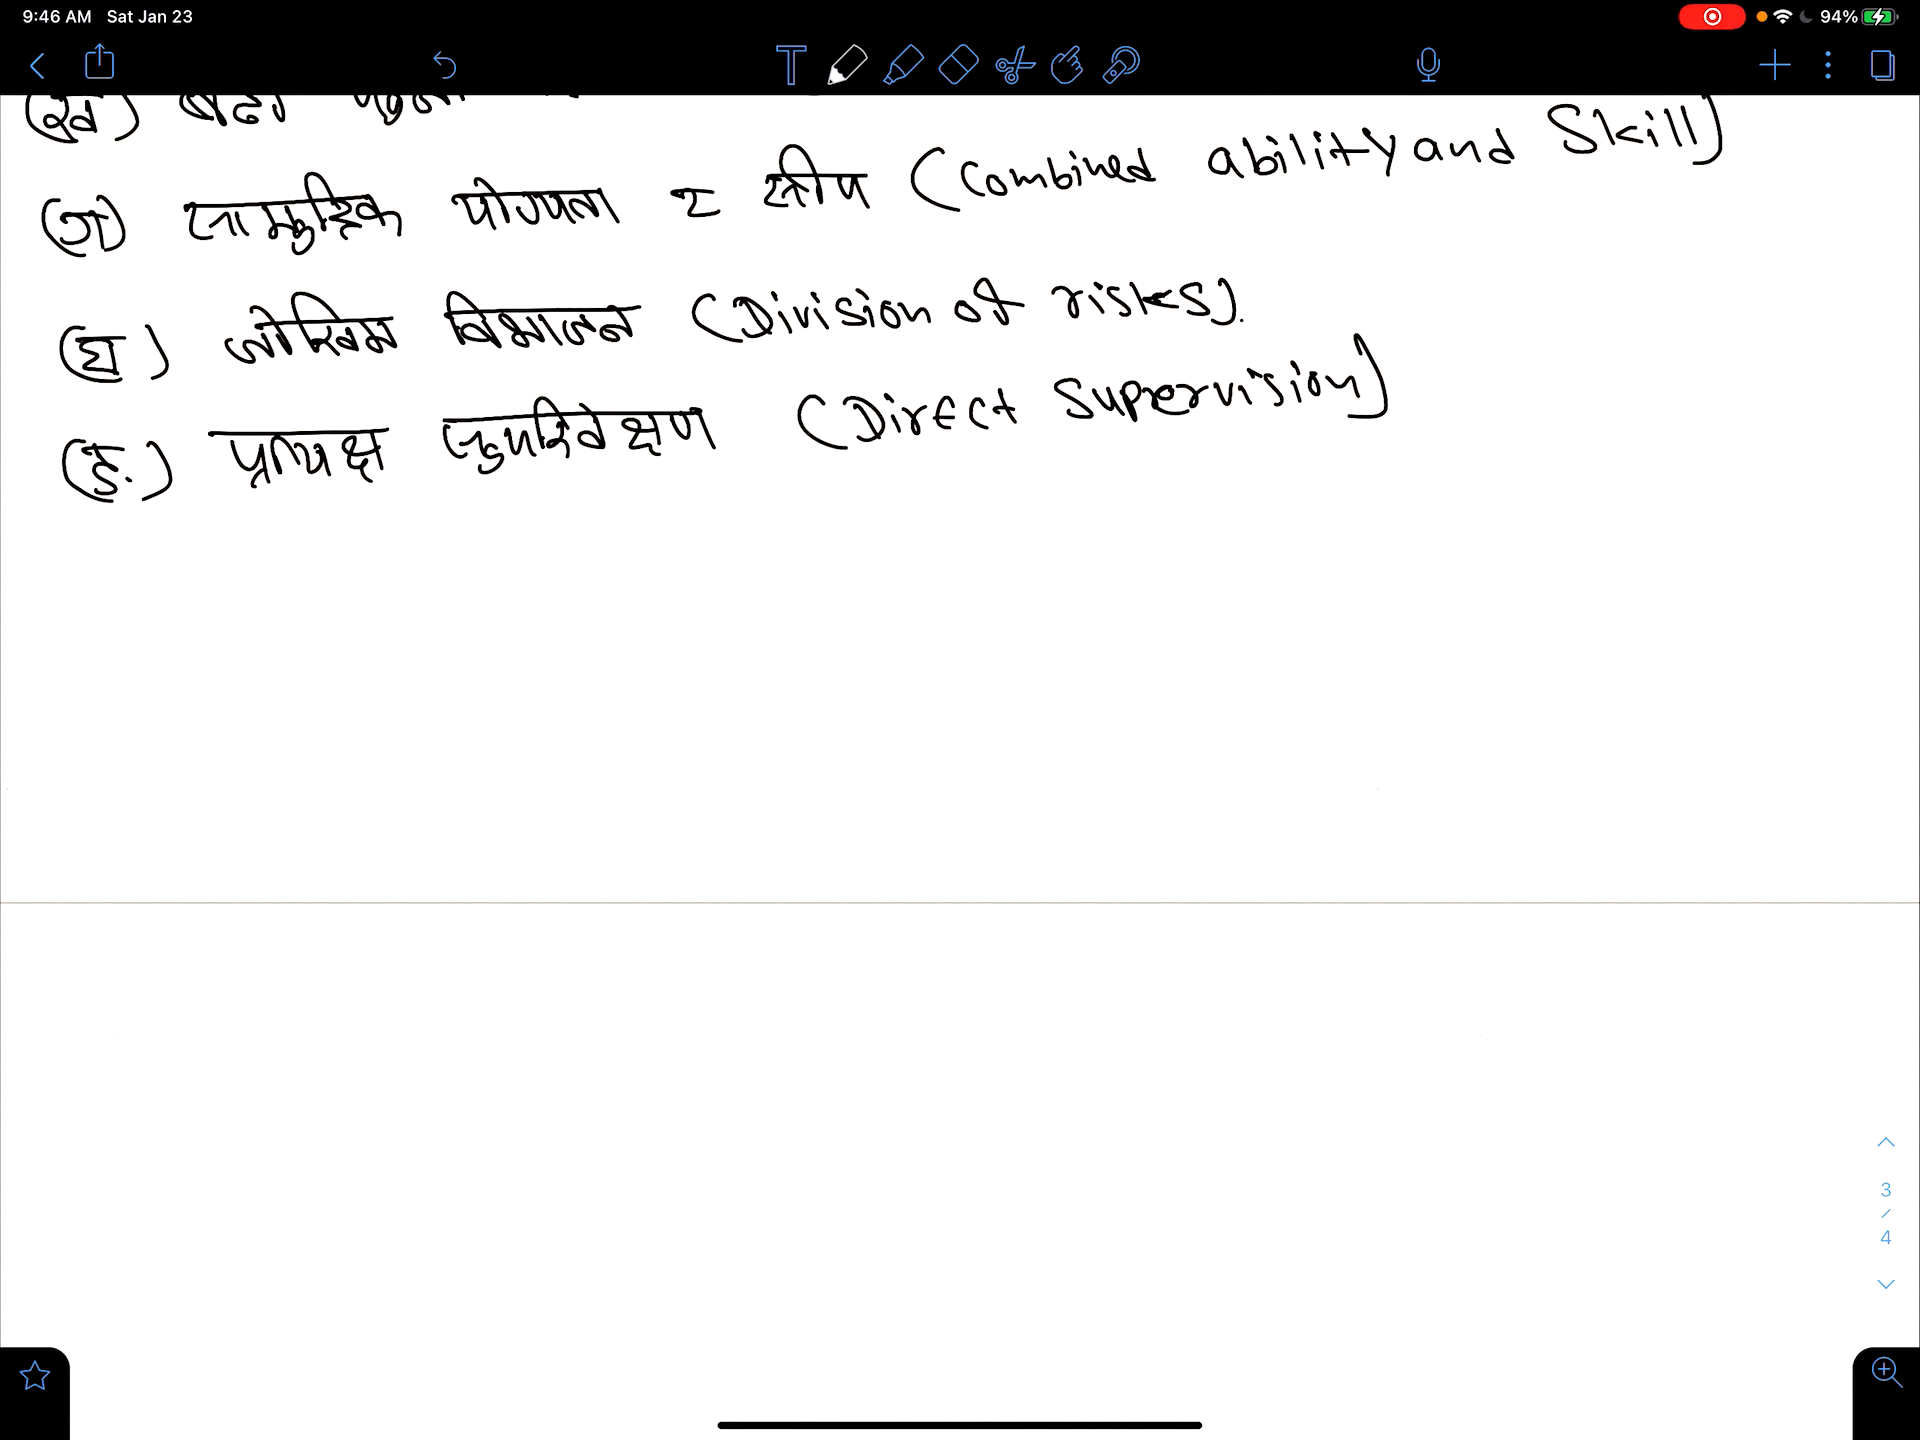 9:46 AM Sat Jan 23
94%
(ख)
(ग) सामुहिक योग्यता र सीप (Combined ability and Skill)
(घ) जोखिम विभाजन (Division of risks).
(ङ) प्रत्यक्ष सुपरिवेक्षण (Direct Supervision)
3
/
4